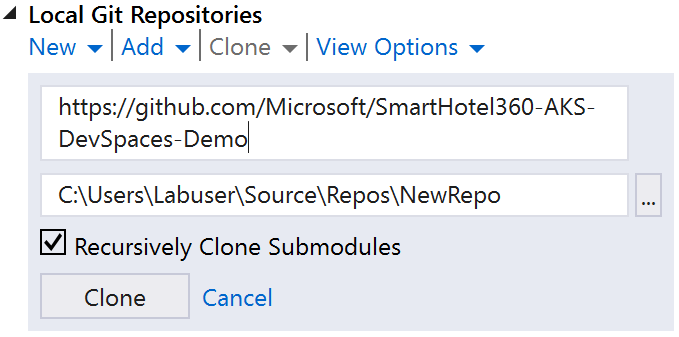 Local Git Repositories
New Add Clone View Options
https://github.com/Microsoft/SmartHotel360-AKS-
DevSpaces-Demo
C:\Users\Labuser\Source\Repos\NewRepo ...
Recursively Clone Submodules
Clone Cancel